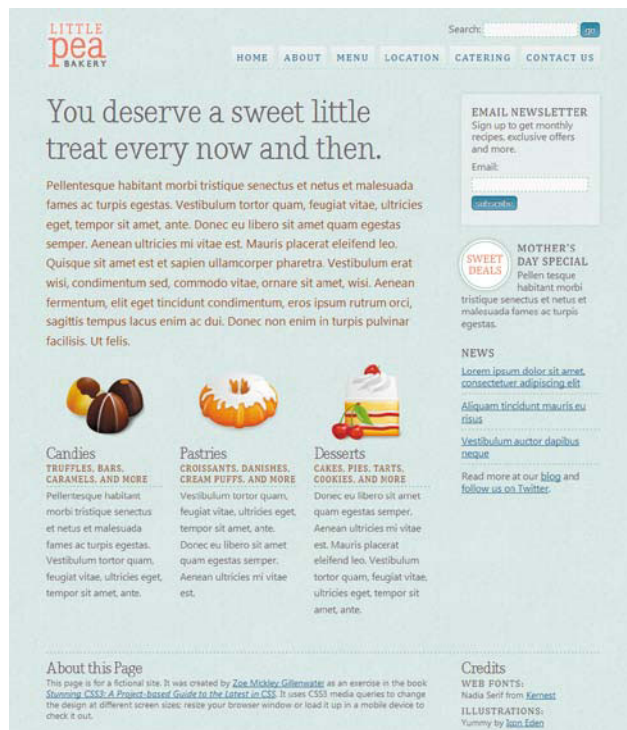 LITTLE
pea
BAKERY
Search:
go
HOME ABOUT MENU LOCATION CATERING CONTACT US
You deserve a sweet little
treat every now and then.
Pellentesque habitant morbi tristique senectus et netus et malesuada
fames ac turpis egestas. Vestibulum tortor quam, feugiat vitae, ultricies
eget, tempor sit amet, ante. Donec eu libero sit amet quam egestas
semper. Aenean ultricies mi vitae est. Mauris placerat eleifend leo.
Quisque sit amet est et sapien ullamcorper pharetra. Vestibulum erat
wisi, condimentum sed, commodo vitae, ornare sit amet, wisi. Aenean
fermentum, elit eget tincidunt condimentum, eros ipsum rutrum orci,
sagittis tempus lacus enim ac dui. Donec non enim in turpis pulvinar
facilisis. Ut felis.
Candies
TRUFFLES, BARS,
CARAMELS, AND MORE
Pellentesque habitant
morbi tristique senectus
et netus et malesuada
fames ac turpis egestas.
Vestibulum tortor quam,
feugiat vitae, ultricies eget,
tempor sit amet, ante.
Pastries
CROISSANTS, DANISHES,
CREAM PUFFS, AND MORE
Vestibulum tortor quam,
feugiat vitae, ultricies eget,
tempor sit amet, ante.
Donec eu libero sit amet
quam egestas semper.
Aenean ultricies mi vitae
est.
Desserts
CAKES, PIES, TARTS,
COOKIES, AND MORE
Donec eu libero sit amet
quam egestas semper.
Aenean ultricies mi vitae
est. Mauris placerat
eleifend leo. Vestibulum
tortor quam, feugiat vitae,
ultricies eget, tempor sit
amet, ante.
EMAIL NEWSLETTER
Sign up to get monthly
recipes, exclusive offers
and more.
Email:
subscribe
SWEET
DEALS
MOTHER'S
DAY SPECIAL
Pellen tesque
habitant morbi
tristique senectus et netus et
malesuada fames ac turpis
egestas.
NEWS
Lorem ipsum dolor sit amet,
consectetuer adipiscing elit
Aliquam tincidunt mauris eu
risus
Vestibulum auctor dapibus
neque
Read more at our blog and
follow us on Twitter.
About this Page
This page is for a fictional site. It was created by Zoe Mickley Gillenwater as an exercise in the book
Stunning CSS3: A Project-based Guide to the Latest in CSS. It uses CSS3 media queries to change
the design at different screen sizes; resize your browser window or load it up in a mobile device to
check it out.
Credits
WEB FONTS:
Nadia Serif from Kernest
ILLUSTRATIONS:
Yummy by Icon Eden